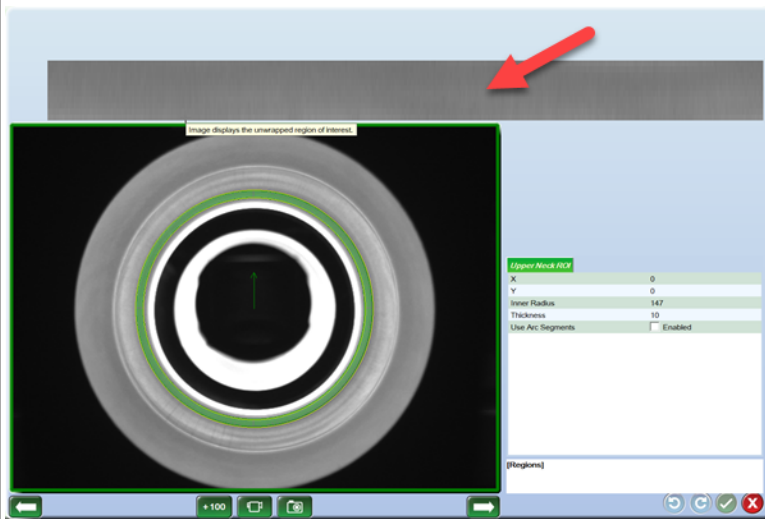 Image displays the unwrapped region of interest.
Upper Neck ROI
X 0
Y 0
Inner Radius 147
Thickness 10
Use Arc Segments Enabled
[Regions]
+100